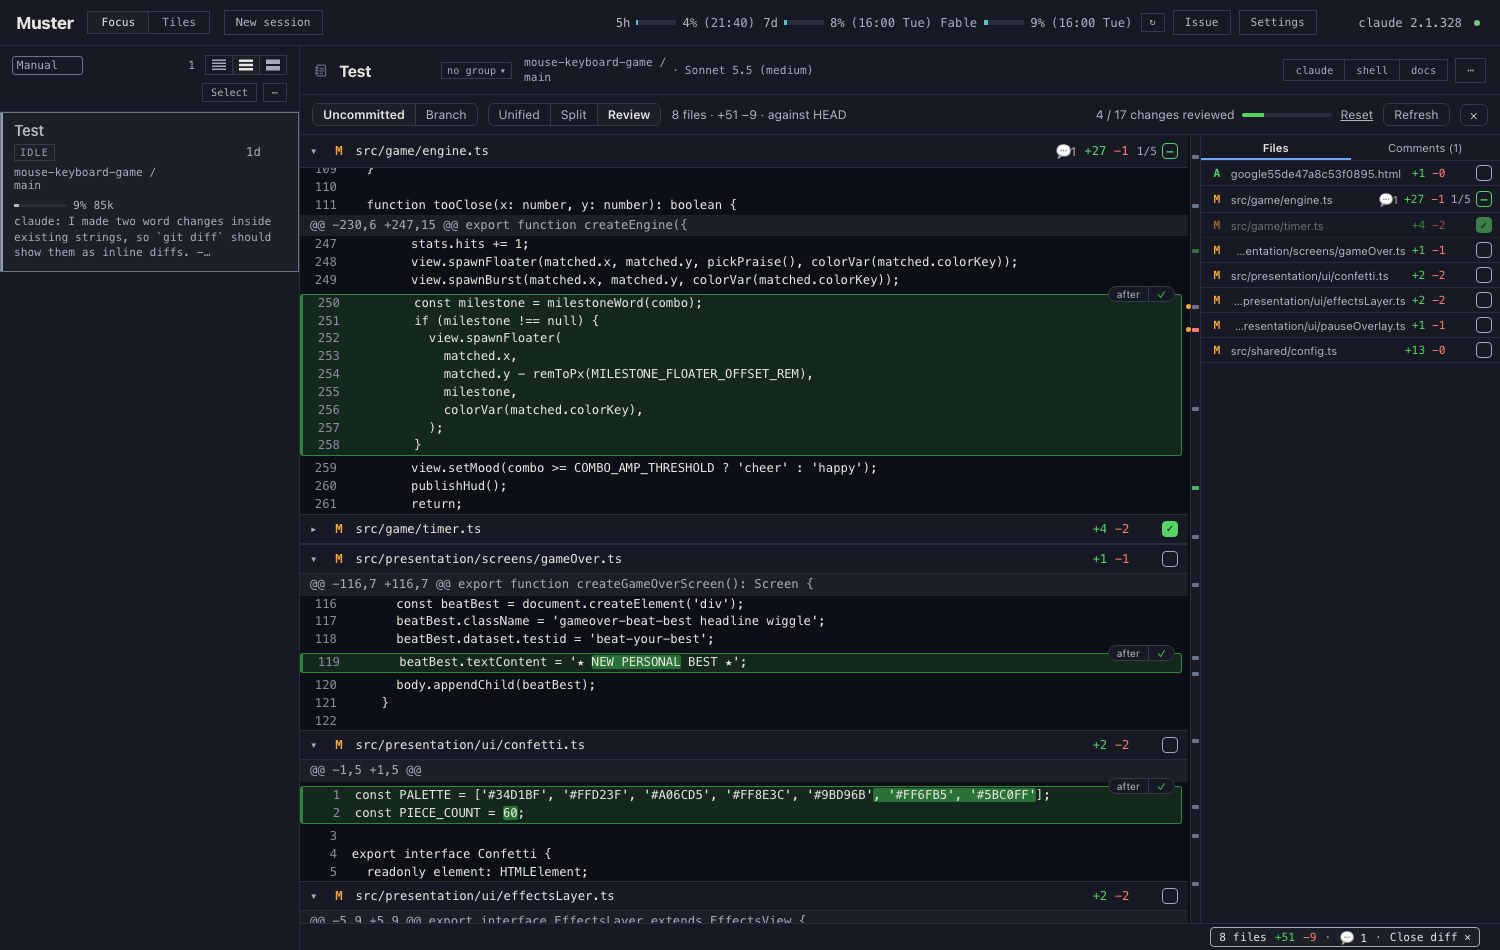 Muster Focus Tiles New session 5h 4% (21:40) 7d 8% (16:00 Tue) Fable 9% (16:00 Tue) ↻ Issue Settings claude 2.1.328
Manual 1
Select ⋯
Test
IDLE 1d
mouse-keyboard-game /
main
9% 85k
claude: I made two word changes inside
existing strings, so `git diff` should
show them as inline diffs. –…
Test no group ▾ mouse-keyboard-game /
main · Sonnet 5.5 (medium) claude shell docs ⋯
Uncommitted Branch Unified Split Review 8 files · +51 −9 · against HEAD 4 / 17 changes reviewed Reset Refresh ×
▾ M src/game/engine.ts 💬1 +27 −1 1/5
109 }
110
111 function tooClose(x: number, y: number): boolean {
@@ −230,6 +247,15 @@ export function createEngine({
247 stats.hits += 1;
248 view.spawnFloater(matched.x, matched.y, pickPraise(), colorVar(matched.colorKey));
249 view.spawnBurst(matched.x, matched.y, colorVar(matched.colorKey));
after ✓
250 const milestone = milestoneWord(combo);
251 if (milestone !== null) {
252 view.spawnFloater(
253 matched.x,
254 matched.y − remToPx(MILESTONE_FLOATER_OFFSET_REM),
255 milestone,
256 colorVar(matched.colorKey),
257 );
258 }
259 view.setMood(combo >= COMBO_AMP_THRESHOLD ? 'cheer' : 'happy');
260 publishHud();
261 return;
▸ M src/game/timer.ts +4 −2 ✓
▾ M src/presentation/screens/gameOver.ts +1 −1
@@ −116,7 +116,7 @@ export function createGameOverScreen(): Screen {
116 const beatBest = document.createElement('div');
117 beatBest.className = 'gameover-beat-best headline wiggle';
118 beatBest.dataset.testid = 'beat-your-best';
after ✓
119 beatBest.textContent = '★ NEW PERSONAL BEST ★';
120 body.appendChild(beatBest);
121 }
122
▾ M src/presentation/ui/confetti.ts +2 −2
@@ −1,5 +1,5 @@
after ✓
1 const PALETTE = ['#34D1BF', '#FFD23F', '#A06CD5', '#FF8E3C', '#9BD96B', '#FF6FB5', '#5BC0FF'];
2 const PIECE_COUNT = 60;
3
4 export interface Confetti {
5 readonly element: HTMLElement;
▾ M src/presentation/ui/effectsLayer.ts +2 −2
@@ −5,9 +5,9 @@ export interface EffectsLayer extends EffectsView {
Files Comments (1)
A google55de47a8c53f0895.html +1 −0
M src/game/engine.ts 💬1 +27 −1 1/5
M src/game/timer.ts +4 −2 ✓
M …entation/screens/gameOver.ts +1 −1
M src/presentation/ui/confetti.ts +2 −2
M …presentation/ui/effectsLayer.ts +2 −2
M …resentation/ui/pauseOverlay.ts +1 −1
M src/shared/config.ts +13 −0
8 files +51 −9 · 💬 1 · Close diff ×